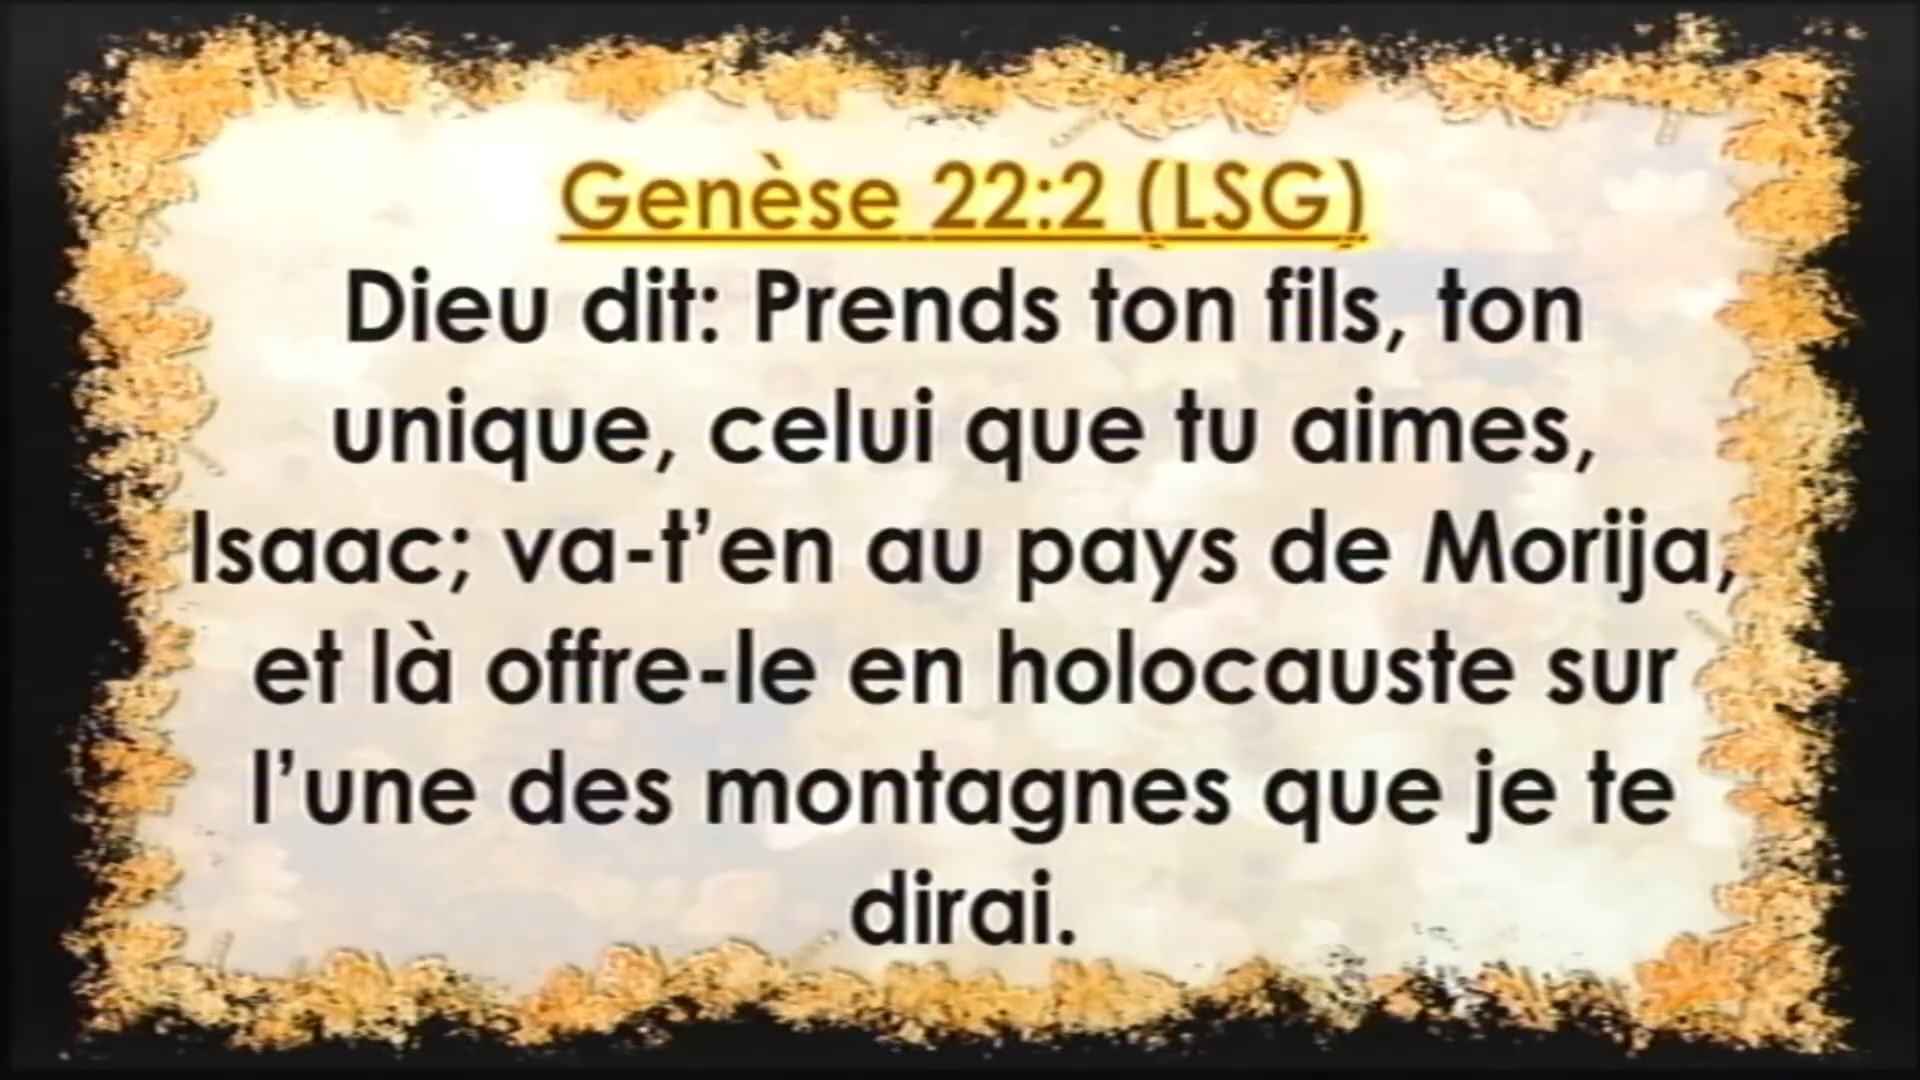 Genèse 22:2 (LSG)
Dieu dit: Prends ton fils, ton
unique, celui que tu aimes,
Isaac; va-t’en au pays de Morija,
et là offre-le en holocauste sur
l’une des montagnes que je te
dirai.